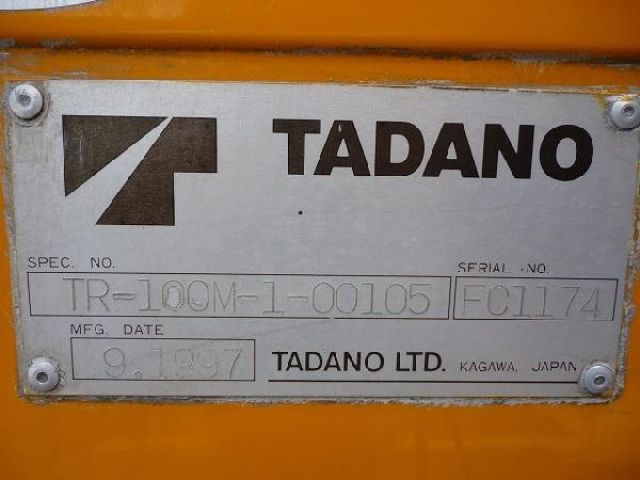 TADANO
SPEC. NO. SERIAL NO.
TR-100M-1-00105 FC1174
MFG. DATE
9.1997 TADANO LTD. KAGAWA, JAPAN